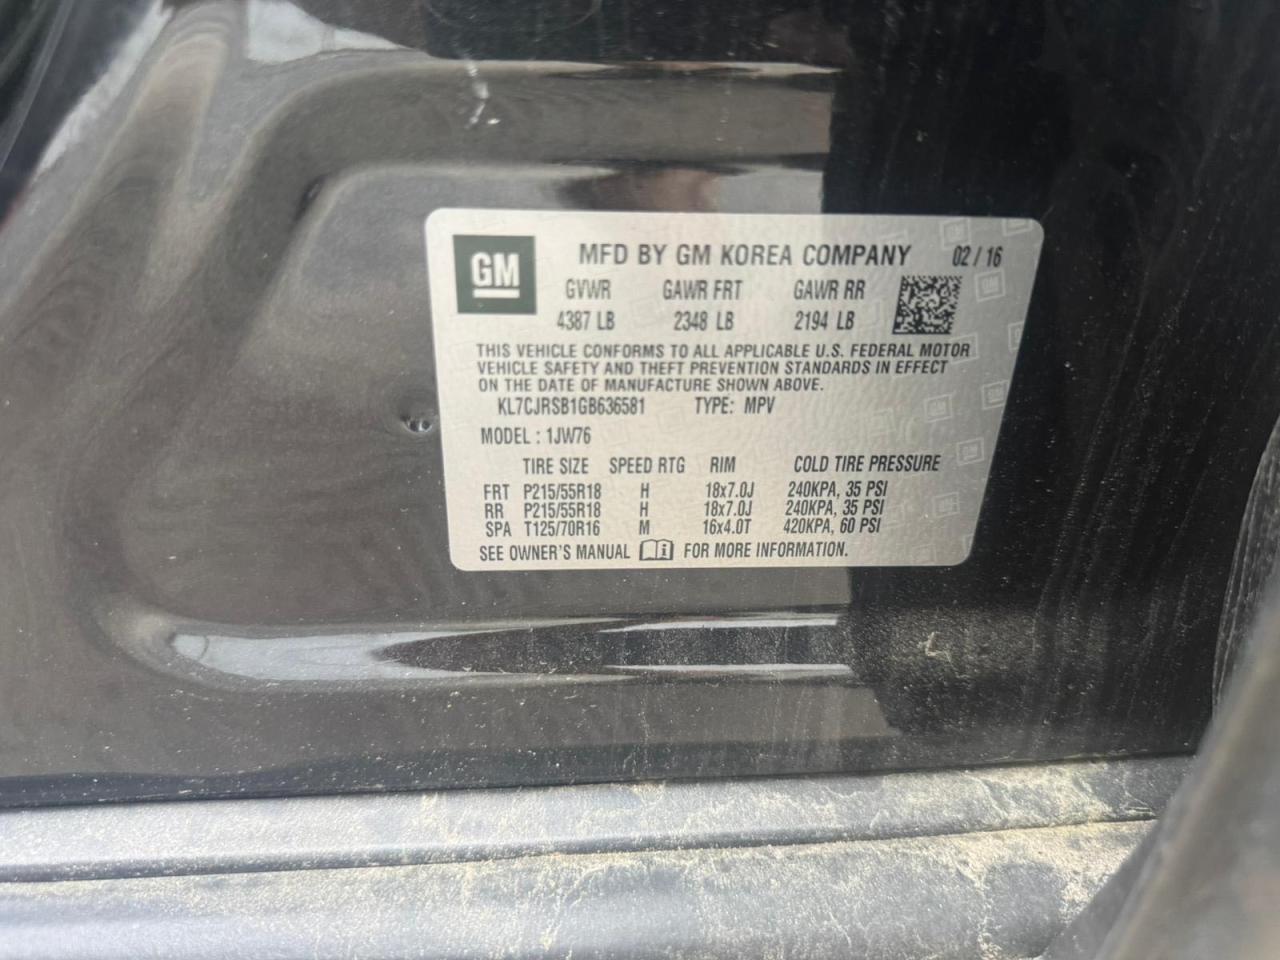 GM MFD BY GM KOREA COMPANY 02 / 16
GVWR GAWR FRT GAWR RR
4387 LB 2348 LB 2194 LB
THIS VEHICLE CONFORMS TO ALL APPLICABLE U.S. FEDERAL MOTOR
VEHICLE SAFETY AND THEFT PREVENTION STANDARDS IN EFFECT
ON THE DATE OF MANUFACTURE SHOWN ABOVE.
KL7CJRSB1GB636581 TYPE: MPV
MODEL : 1JW76
TIRE SIZE SPEED RTG RIM COLD TIRE PRESSURE
FRT P215/55R18 H 18x7.0J 240KPA, 35 PSI
RR P215/55R18 H 18x7.0J 240KPA, 35 PSI
SPA T125/70R16 M 16x4.0T 420KPA, 60 PSI
SEE OWNER'S MANUAL FOR MORE INFORMATION.